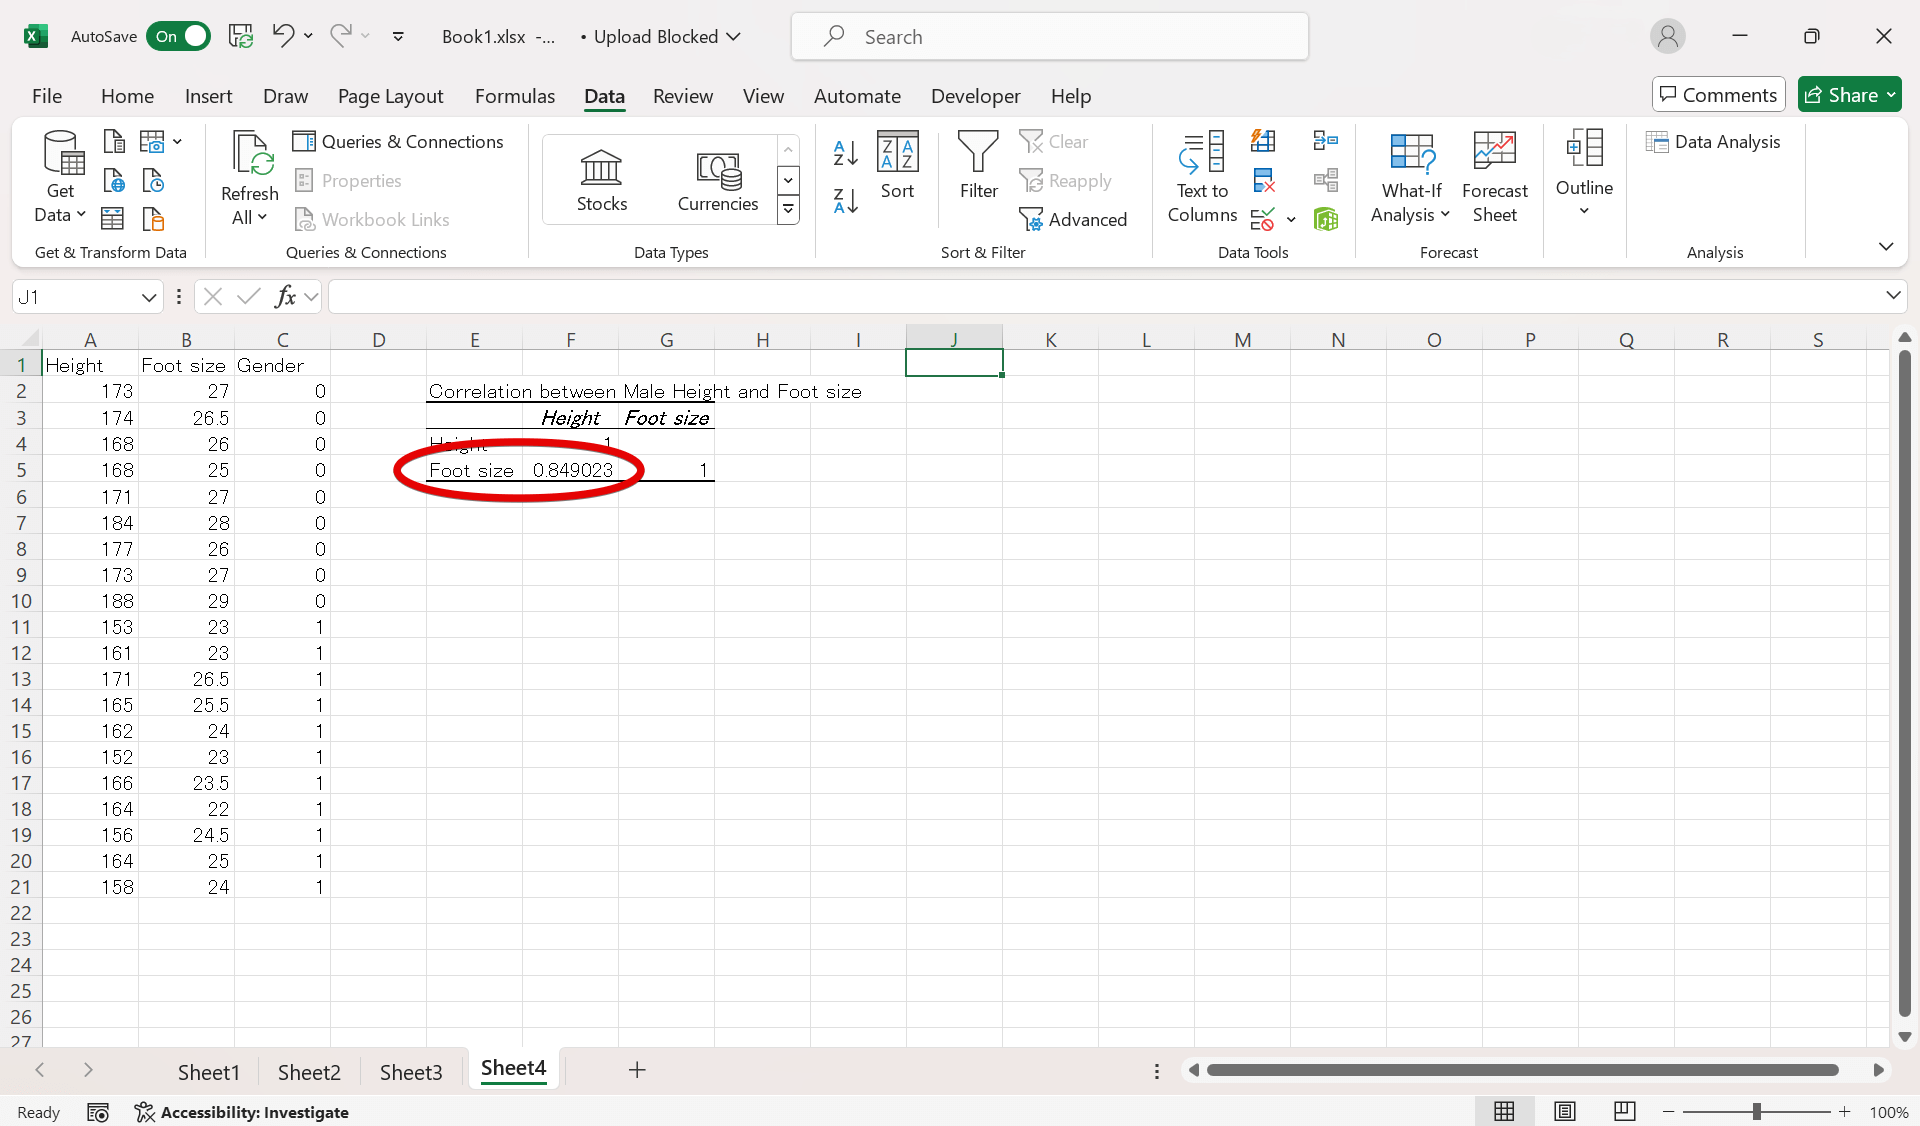 AutoSave On Book1.xlsx -... • Upload Blocked Search
File Home Insert Draw Page Layout Formulas Data Review View Automate Developer Help Comments Share
Get Data
Refresh All
Queries & Connections
Properties
Workbook Links
Stocks Currencies
Sort
Filter
Clear
Reapply
Advanced
Text to Columns
What-If Analysis
Forecast Sheet
Outline
Data Analysis
Get & Transform Data Queries & Connections Data Types Sort & Filter Data Tools Forecast Analysis
J1 fx
A B C D E F G H I J K L M N O P Q R S
1 Height Foot size Gender
2 173 27 0 Correlation between Male Height and Foot size
3 174 26.5 0 Height Foot size
4 168 26 0 Height 1
5 168 25 0 Foot size 0.849023 1
6 171 27 0
7 184 28 0
8 177 26 0
9 173 27 0
10 188 29 0
11 153 23 1
12 161 23 1
13 171 26.5 1
14 165 25.5 1
15 162 24 1
16 152 23 1
17 166 23.5 1
18 164 22 1
19 156 24.5 1
20 164 25 1
21 158 24 1
22
23
24
25
26
27
Sheet1 Sheet2 Sheet3 Sheet4
Ready Accessibility: Investigate 100%